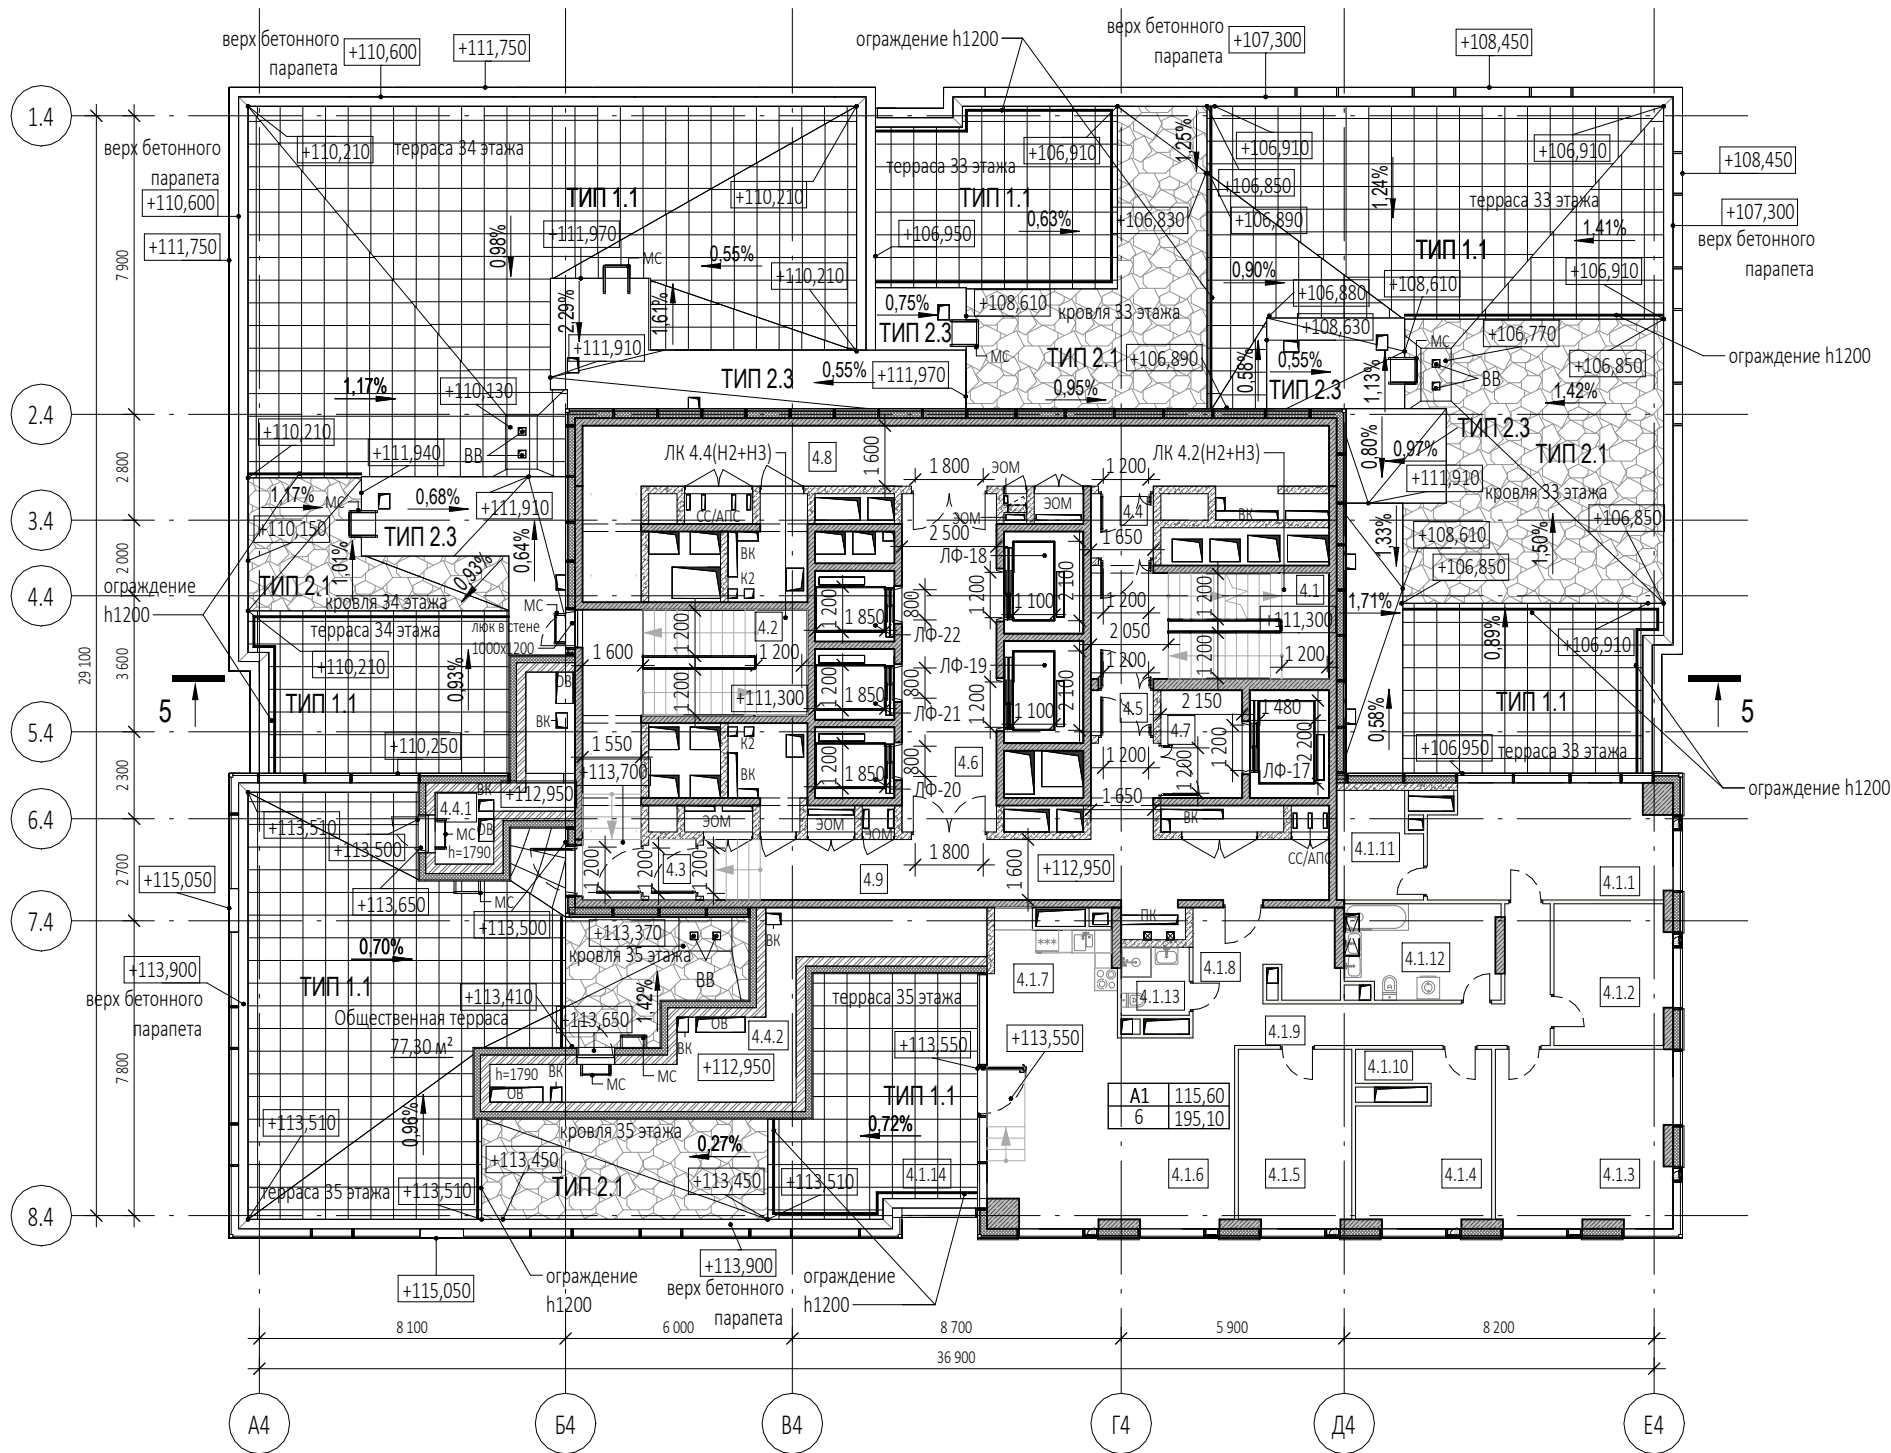 верх бетонного
парапета
+110,600
+111,750
ограждение h1200
верх бетонного
парапета
+107,300
+108,450
1.4
верх бетонного
парапета
+110,600
+111,750
+110,210
терраса 34 этажа
ТИП 1.1
+110,210
+111,970
МС
0,98%
0,55%
+110,210
2,29%
1,61%
+111,910
терраса 33 этажа
+106,910
ТИП 1.1
+106,950
0,63%
1,25%
+106,830
+106,910
+106,850
+106,890
1,24%
+106,910
терраса 33 этажа
ТИП 1.1
1,41%
+106,910
+108,450
+107,300
верх бетонного
парапета
7 900
0,75%
ТИП 2.3
+108,610
кровля 33 этажа
МС
ТИП 2.1
+106,890
0,95%
0,90%
+106,880
+108,610
+108,630
0,58%
0,55%
ТИП 2.3
1,13%
МС
+106,770
+106,850
ВВ
1,42%
ограждение h1200
ТИП 2.3
0,55%
+111,970
1,17%
+110,130
2.4
+110,210
+111,940
ВВ
ЛК 4.4(Н2+Н3)
4.8
1 600
1 800
ЭОМ
1 200
ЛК 4.2(Н2+Н3)
0,80%
0,97%
ТИП 2.3
ТИП 2.1
+111,910
кровля 33 этажа
2 800
1,17%
МС
0,68%
+111,910
3.4
+110,150
ТИП 2.3
СС/АПС
ВК
ЭОМ
ЭОМ
2 500
4.4
1 650
ВК
1,33%
+108,610
+106,850
1,50%
+106,850
2 000
29 100
ограждение
h1200
4.4
ТИП 2.1
1,01%
0,93%
0,64%
кровля 34 этажа
К2
ЛФ-18
1 200
1 100
2 100
1 200
1 200
4.1
+111,300
1,71%
терраса 34 этажа
МС
люк в стене
1000х1200
1 200
4.2
1 200
1 850
800
ЛФ-22
2 050
1 200
1 200
+106,910
0,89%
3 600
+110,210
0,93%
ТИП 1.1
1 600
1 200
+111,300
1 200
1 200
1 850
800
ЛФ-19
1 200
1 100
2 100
ЛФ-21
ОВ
ВК
5
4.5
2 150
1 480
ТИП 1.1
0,58%
5
5.4
+110,250
1 550
+113,700
К2
ВК
1 200
1 850
800
ЛФ-20
4.6
1 200
4.7
1 200
1 200
2 200
ЛФ-17
+106,950
терраса 33 этажа
ограждение h1200
2 300
6.4
+112,950
ВК
4.4.1
ОВ
МС
h=1790
+113,510
+113,500
ЭОМ
ЭОМ
ЭОМ
1 650
ВК
СС/АПС
4.1.11
4.1.1
2 700
+115,050
+113,650
МС
+113,500
1 200
1 200
4.3
1 200
4.9
1 800
1 600
+112,950
7.4
0,70%
+113,900
верх бетонного
парапета
ТИП 1.1
+113,370
кровля 35 этажа
ВВ
ВК
+113,410
1,42%
+113,650
Общественная терраса
77,30 м²
терраса 35 этажа
ОВ
ВК
4.4.2
+112,950
ПК
***
4.1.7
4.1.8
4.1.13
4.1.12
4.1.2
4.1.9
4.1.10
+113,550
+113,550
h=1790
ВК
ОВ
МС
МС
7 800
+113,510
0,96%
ТИП 1.1
0,72%
А1 115,60
6 195,10
кровля 35 этажа
0,27%
+113,450
+113,450
ТИП 2.1
терраса 35 этажа
+113,510
+113,510
4.1.14
4.1.6
4.1.5
4.1.4
4.1.3
8.4
+115,050
ограждение
h1200
+113,900
верх бетонного
парапета
ограждение
h1200
8 100
6 000
8 700
5 900
8 200
36 900
А4
Б4
В4
Г4
Д4
Е4